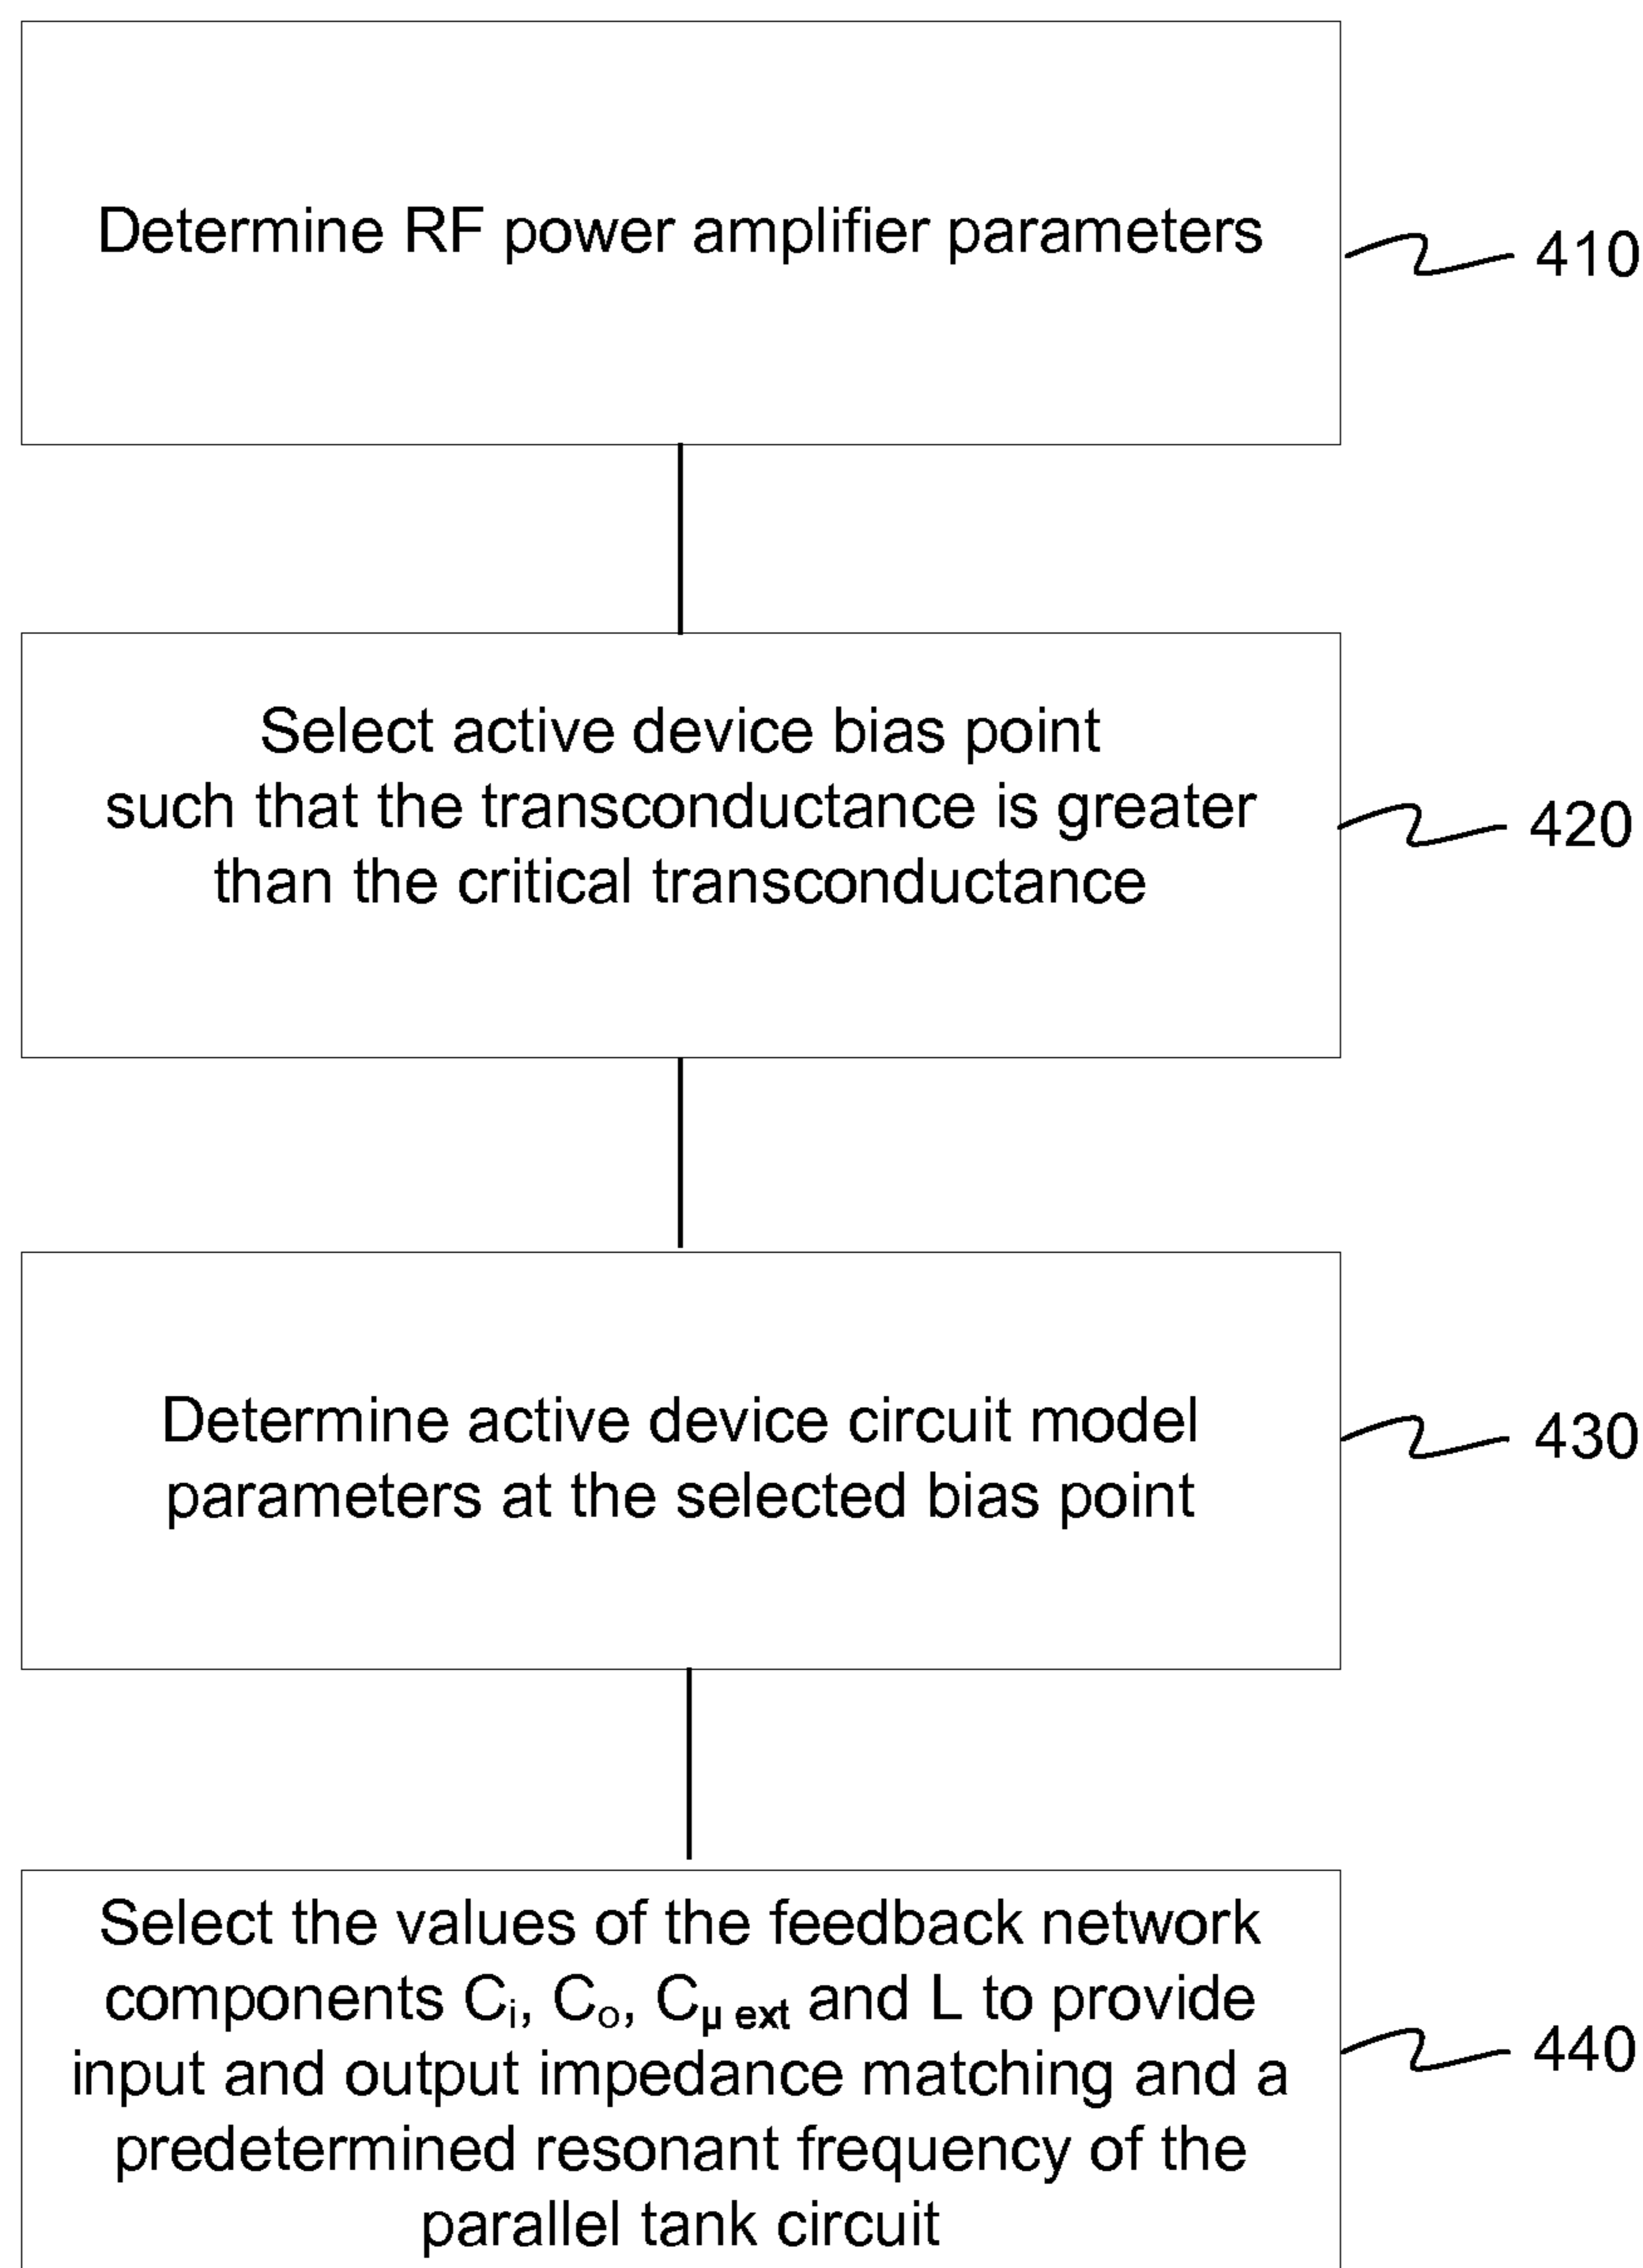 Determine RF power amplifier parameters
410
Select active device bias point
such that the transconductance is greater
than the critical transconductance
420
Determine active device circuit model
parameters at the selected bias point
430
Select the values of the feedback network
components Ci, Co, Cμ ext and L to provide
input and output impedance matching and a
predetermined resonant frequency of the
parallel tank circuit
440